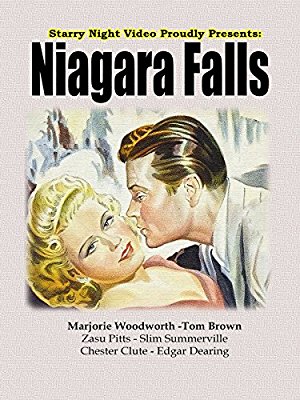 Starry Night Video Proudly Presents:
Niagara Falls
Marjorie Woodworth -Tom Brown
Zasu Pitts - Slim Summerville
Chester Clute - Edgar Dearing